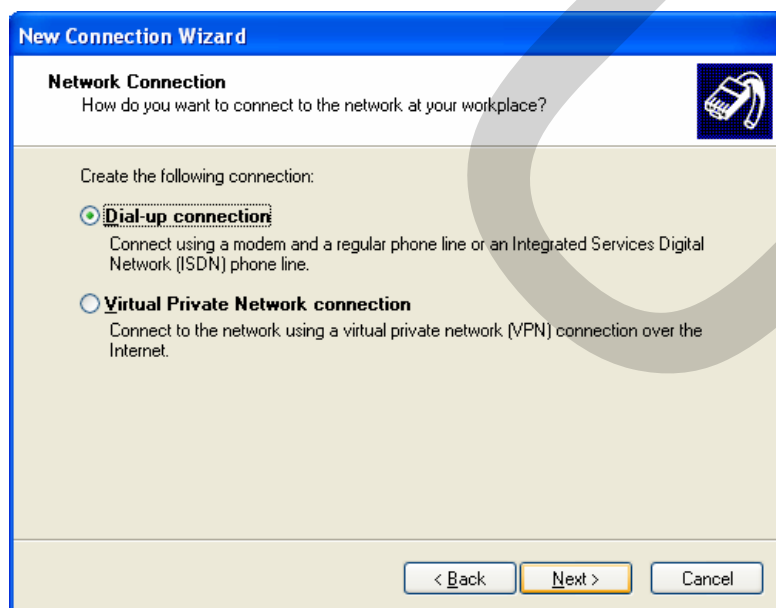 New Connection Wizard
Network Connection
How do you want to connect to the network at your workplace?
Create the following connection:
Dial-up connection
Connect using a modem and a regular phone line or an Integrated Services Digital
Network (ISDN) phone line.
Virtual Private Network connection
Connect to the network using a virtual private network (VPN) connection over the
Internet.
< Back
Next >
Cancel